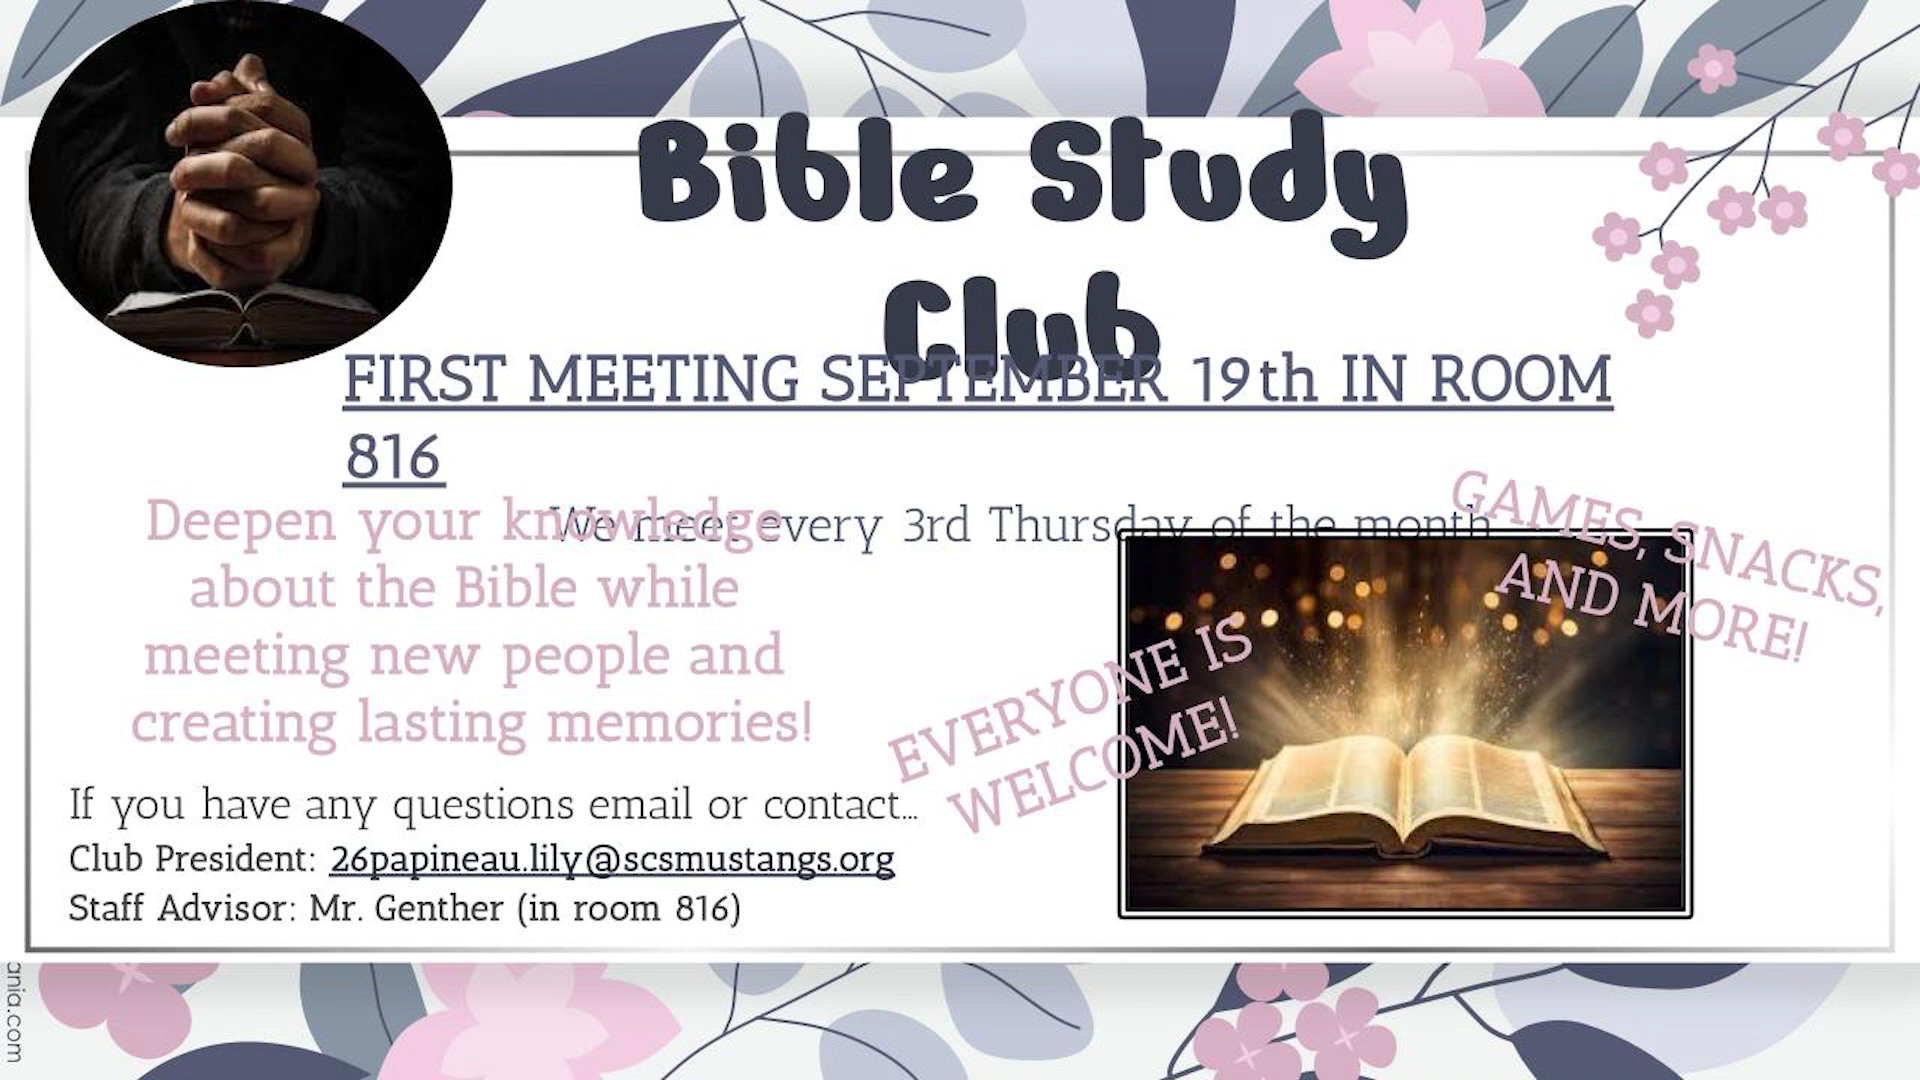 Bible Study
Club
FIRST MEETING SEPTEMBER 19th IN ROOM
816
We meet every 3rd Thursday of the month
Deepen your knowledge
about the Bible while
meeting new people and
creating lasting memories!
GAMES, SNACKS,
AND MORE!
EVERYONE IS
WELCOME!
If you have any questions email or contact...
Club President: 26papineau.lily@scsmustangs.org
Staff Advisor: Mr. Genther (in room 816)
ania.com